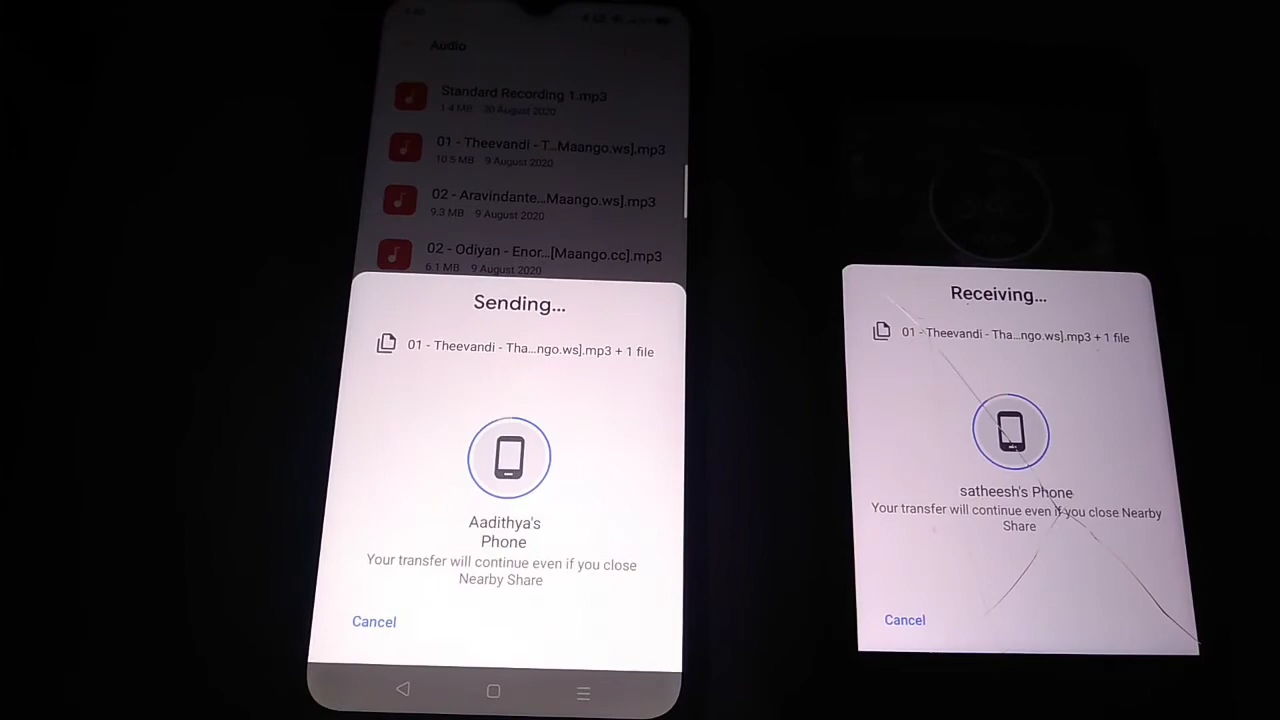 Audio
Standard Recording 1.mp3
1.4 MB 30 August 2020
01 - Theevandi - T...Maango.ws].mp3
10.5 MB 9 August 2020
02 - Aravindante...Maango.ws].mp3
9.3 MB 9 August 2020
02 - Odiyan - Enor...[Maango.cc].mp3
6.1 MB 9 August 2020
Sending...
01 - Theevandi - Tha...ngo.ws].mp3 + 1 file
Aadithya's
Phone
Your transfer will continue even if you close
Nearby Share
Cancel
Receiving...
01 - Theevandi - Tha...ngo.ws].mp3 + 1 file
satheesh's Phone
Your transfer will continue even if you close Nearby
Share
Cancel